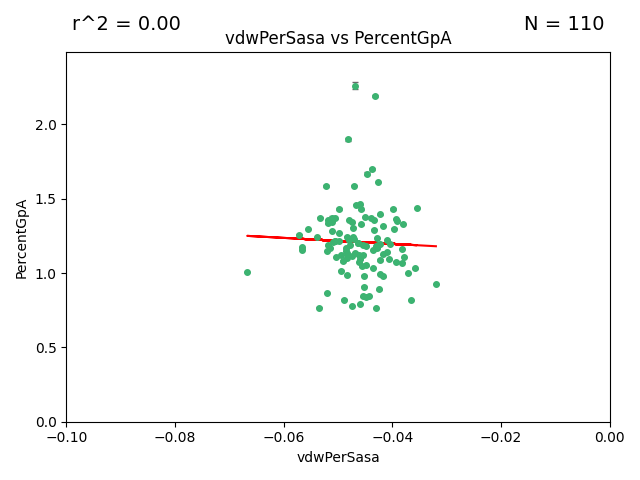 r^2 = 0.00
N = 110
vdwPerSasa vs PercentGpA
PercentGpA
2.0
1.5
1.0
0.5
0.0
−0.10
−0.08
−0.06
−0.04
−0.02
0.00
vdwPerSasa